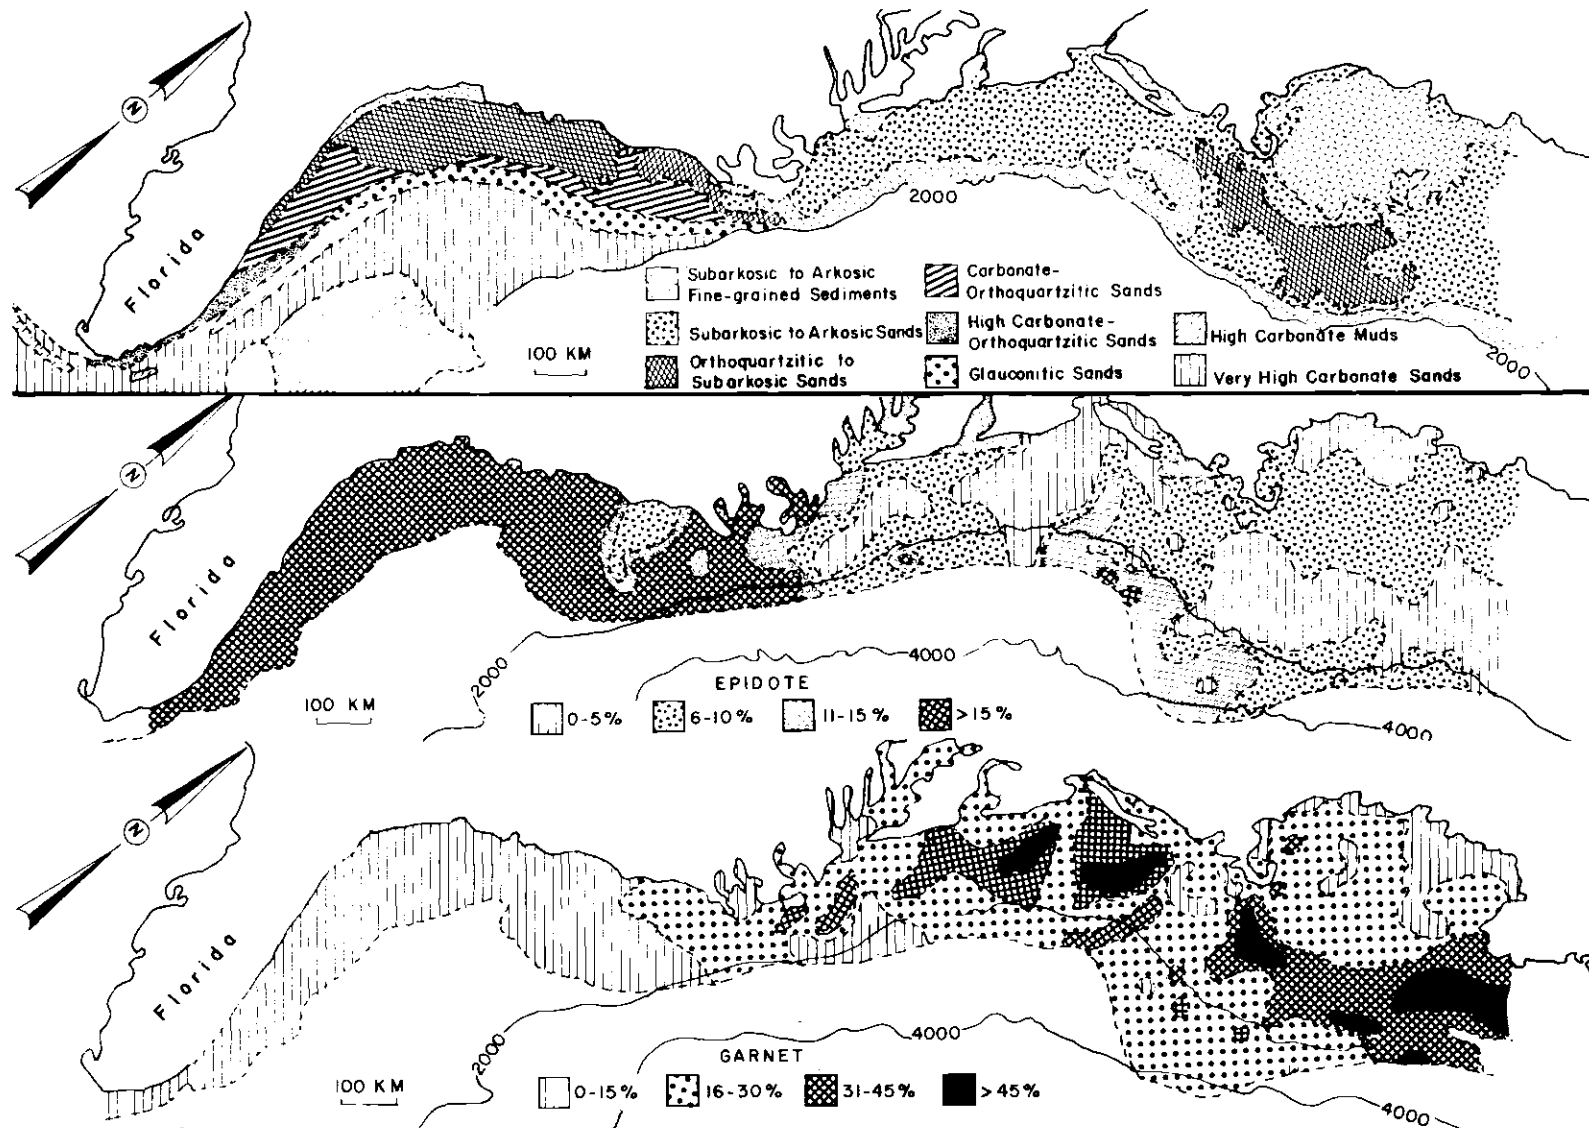 N
Florida
2000
Subarkosic to Arkosic
Fine-grained Sediments
Subarkosic to Arkosic Sands
Orthoquartzitic to
Subarkosic Sands
Carbonate-
Orthoquartzitic Sands
High Carbonate-
Orthoquartzitic Sands
Glauconitic Sands
High Carbonate Muds
Very High Carbonate Sands
100 KM
2000
N
Florida
2000
4000
EPIDOTE
100 KM
0-5%
6-10%
11-15%
>15%
4000
N
Florida
2000
4000
GARNET
100 KM
0-15%
16-30%
31-45%
>45%
4000